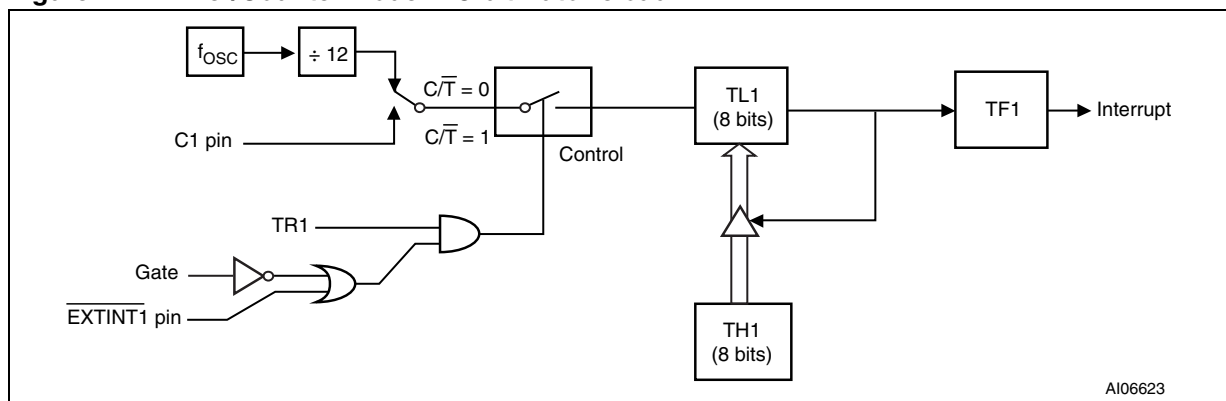 fOSC
÷ 12
C/T̅ = 0
C1 pin
C/T̅ = 1
Control
TL1
(8 bits)
TF1
Interrupt
TR1
Gate
E̅X̅T̅I̅N̅T̅1̅ pin
TH1
(8 bits)
AI06623